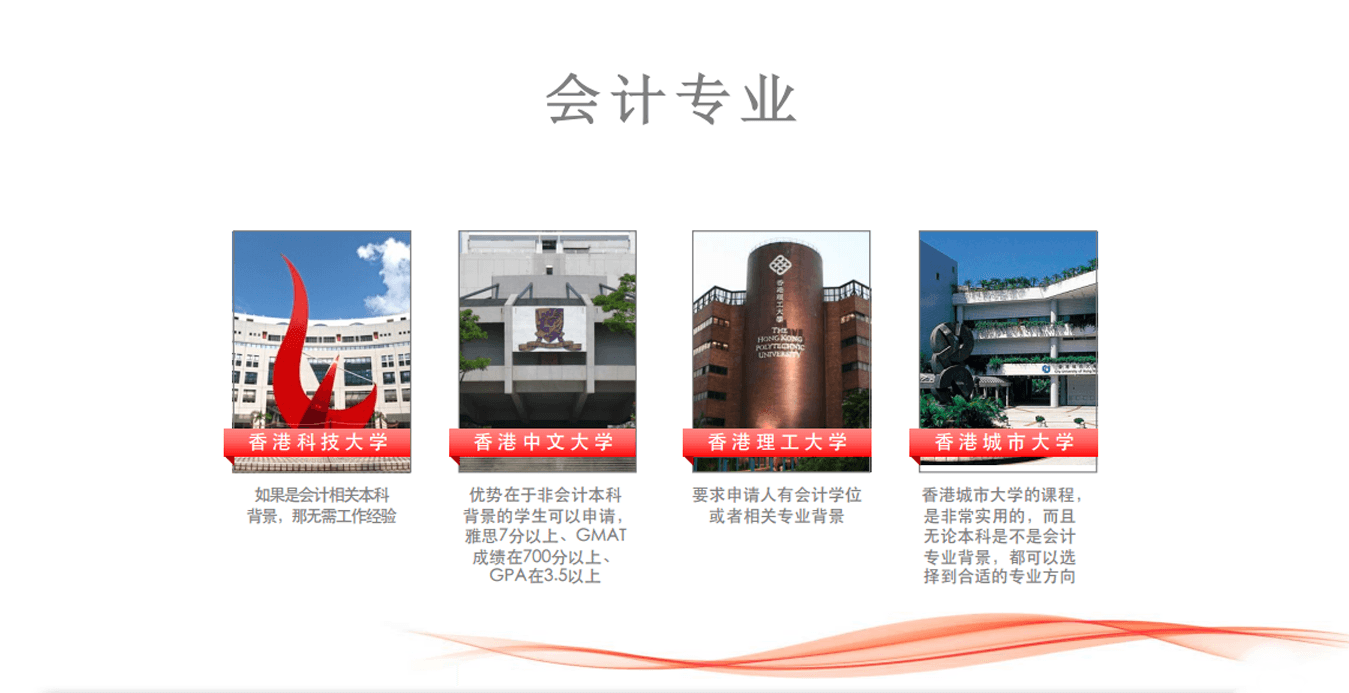 会计专业
香港理工大學
THE
HONG KONG
POLYTECHNIC
UNIVERSITY
香港科技大学
香港中文大学
香港理工大学
香港城市大学
如果是会计相关本科
背景，那无需工作经验
优势在于非会计本科
背景的学生可以申请，
雅思7分以上、GMAT
成绩在700分以上、
GPA在3.5以上
要求申请人有会计学位
或者相关专业背景
香港城市大学的课程，
是非常实用的，而且
无论本科是不是会计
专业背景，都可以选
择到合适的专业方向